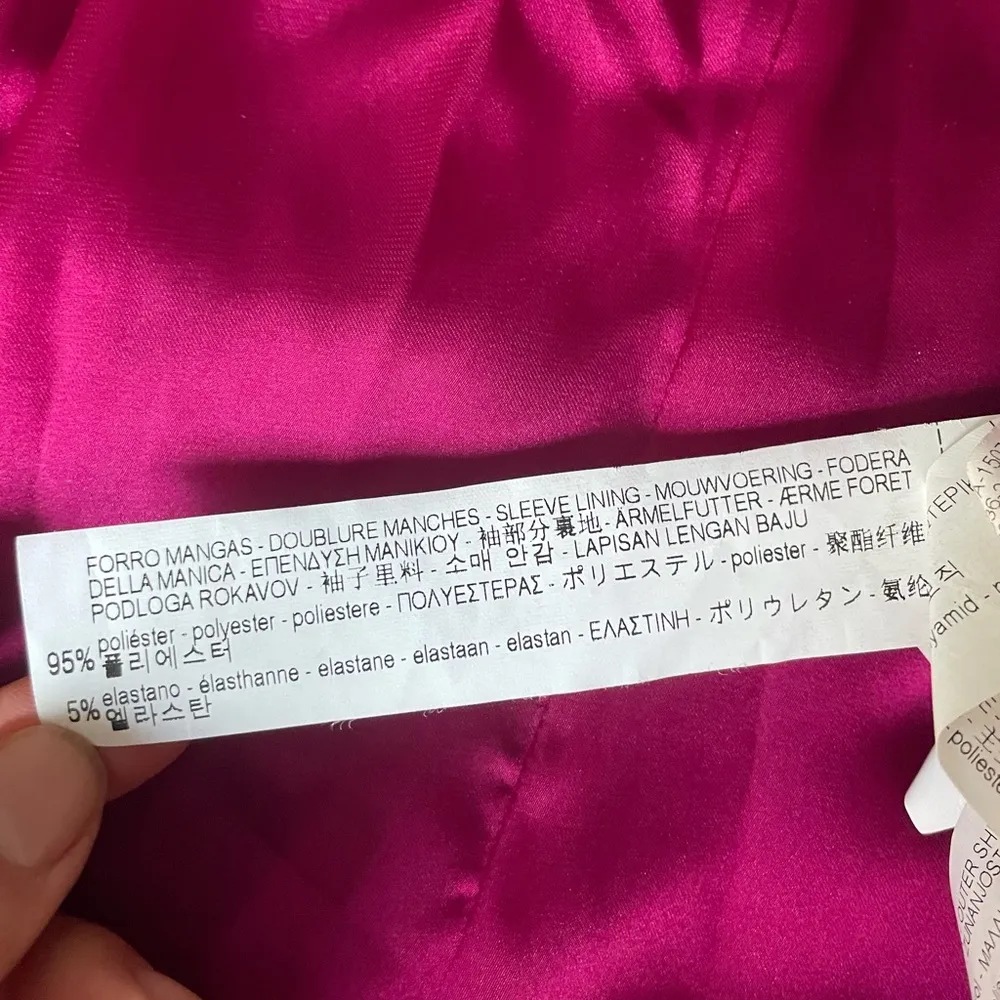 FORRO MANGAS - DOUBLURE MANCHES - SLEEVE LINING - MOUWVOERING - FODERA
DELLA MANICA - ΕΠΕΝΔΥΣΗ ΜΑΝΙΚΙΟΥ - 袖部分裏地 - ÄRMELFUTTER - ÆRME FORET
PODLOGA ROKAVOV - 袖子里料 - 소매 안감 - LAPISAN LENGAN BAJU
95% poliéster - polyester - poliestere - ΠΟΛΥΕΣΤΕΡΑΣ - ポリエステル - poliester - 聚酯纤维
폴리에스터
5% elastano - élasthanne - elastane - elastaan - elastan - ΕΛΑΣΤΙΝΗ - ポリウレタン - 氨纶
엘라스탄
OUTER SH